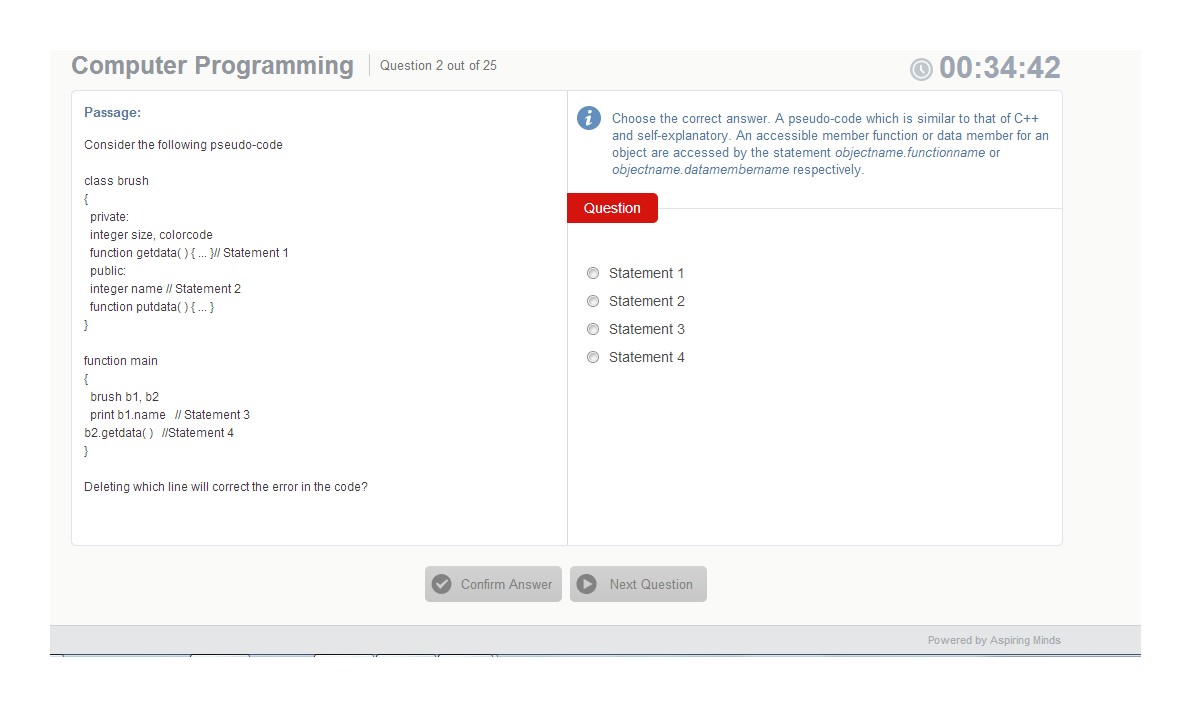 Computer Programming
Question 2 out of 25
00:34:42
Passage:
Consider the following pseudo-code
class brush
{
private:
integer size, colorcode
function getdata( ) { ... }// Statement 1
public:
integer name // Statement 2
function putdata( ) { ... }
}
function main
{
brush b1, b2
print b1.name // Statement 3
b2.getdata( ) //Statement 4
}
Deleting which line will correct the error in the code?
Choose the correct answer. A pseudo-code which is similar to that of C++
and self-explanatory. An accessible member function or data member for an
object are accessed by the statement objectname.functionname or
objectname.datamembername respectively.
Question
Statement 1
Statement 2
Statement 3
Statement 4
Confirm Answer
Next Question
Powered by Aspiring Minds